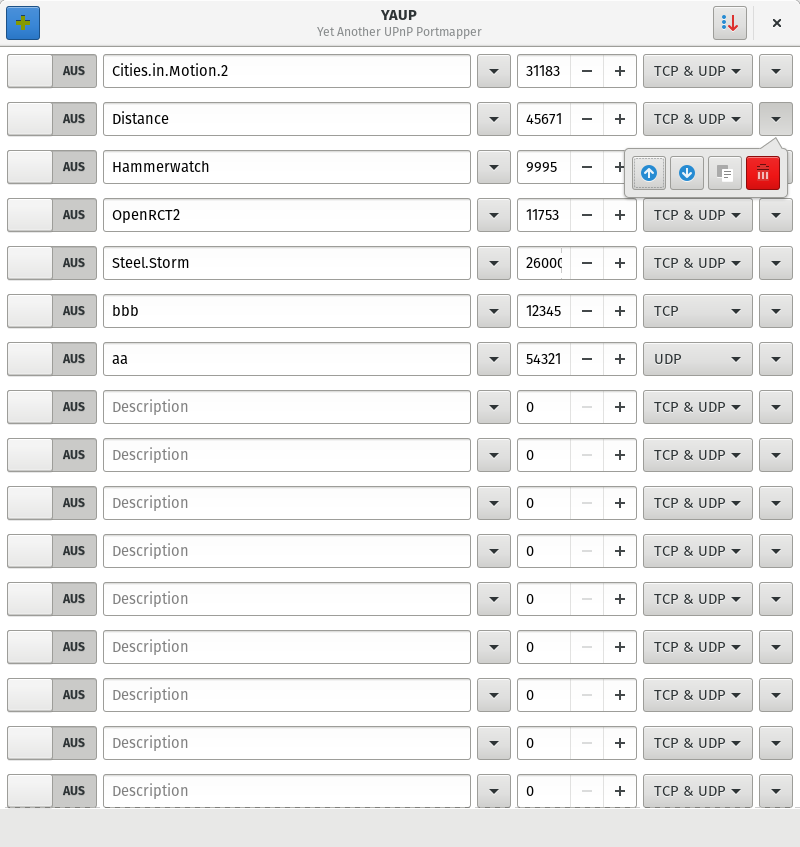 YAUP
Yet Another UPnP Portmapper
AUS Cities.in.Motion.2 31183 TCP & UDP
AUS Distance 45671 TCP & UDP
AUS Hammerwatch 9995
AUS OpenRCT2 11753 TCP & UDP
AUS Steel.Storm 26000 TCP & UDP
AUS bbb 12345 TCP
AUS aa 54321 UDP
AUS Description 0 TCP & UDP
AUS Description 0 TCP & UDP
AUS Description 0 TCP & UDP
AUS Description 0 TCP & UDP
AUS Description 0 TCP & UDP
AUS Description 0 TCP & UDP
AUS Description 0 TCP & UDP
AUS Description 0 TCP & UDP
AUS Description 0 TCP & UDP